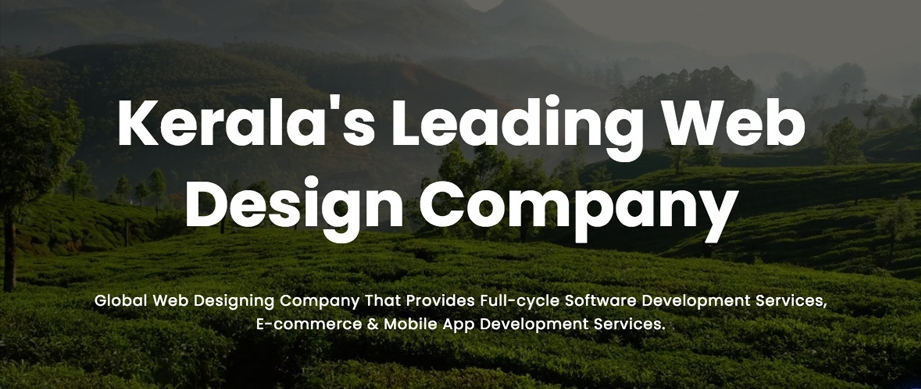 Kerala's Leading Web
Design Company
Global Web Designing Company That Provides Full-cycle Software Development Services,
E-commerce & Mobile App Development Services.